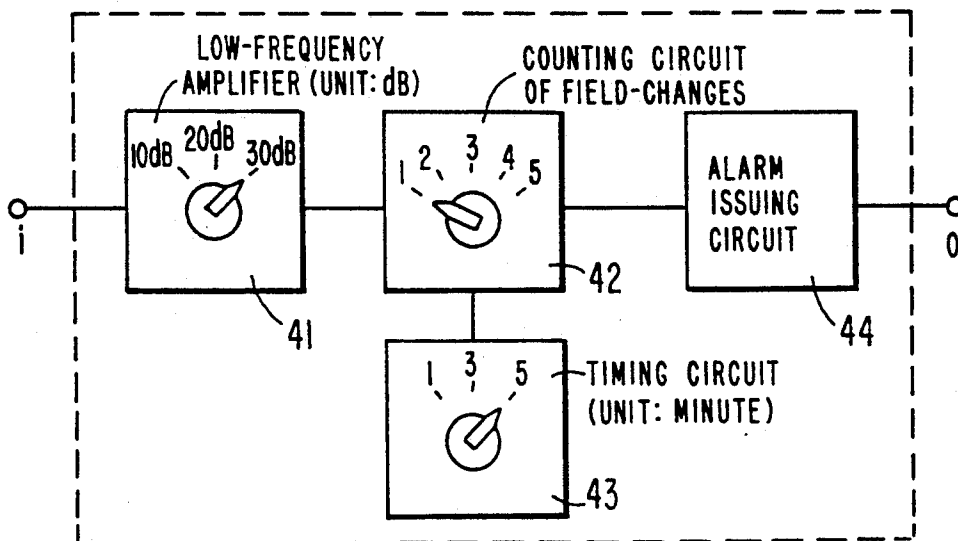 LOW-FREQUENCY
AMPLIFIER (UNIT: dB)
10dB
20dB
30dB
41
COUNTING CIRCUIT
OF FIELD-CHANGES
1
2
3
4
5
42
ALARM
ISSUING
CIRCUIT
44
i
O
1
3
5
TIMING CIRCUIT
(UNIT: MINUTE)
43